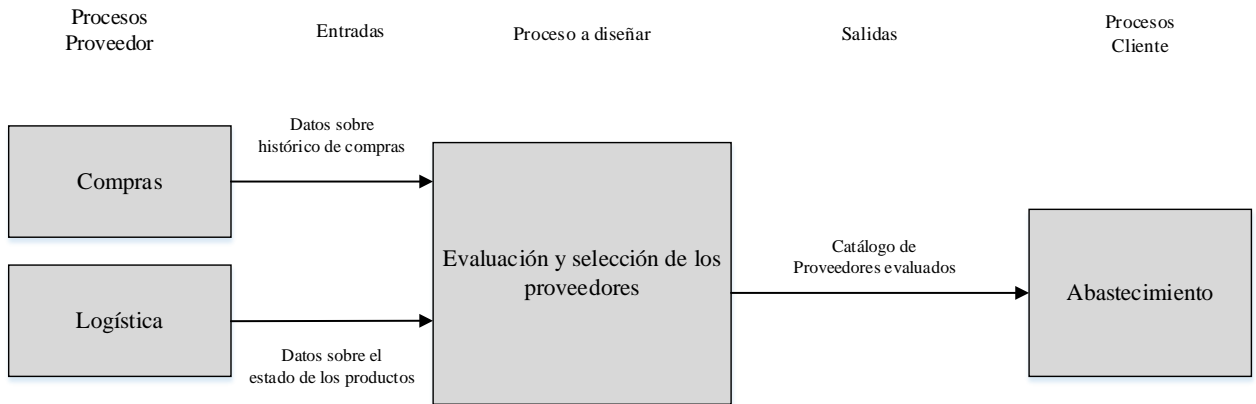 Procesos
Proveedor
Entradas
Proceso a diseñar
Salidas
Procesos
Cliente
Datos sobre
histórico de compras
Compras
Evaluación y selección de los
proveedores
Catálogo de
Proveedores evaluados
Abastecimiento
Logística
Datos sobre el
estado de los productos